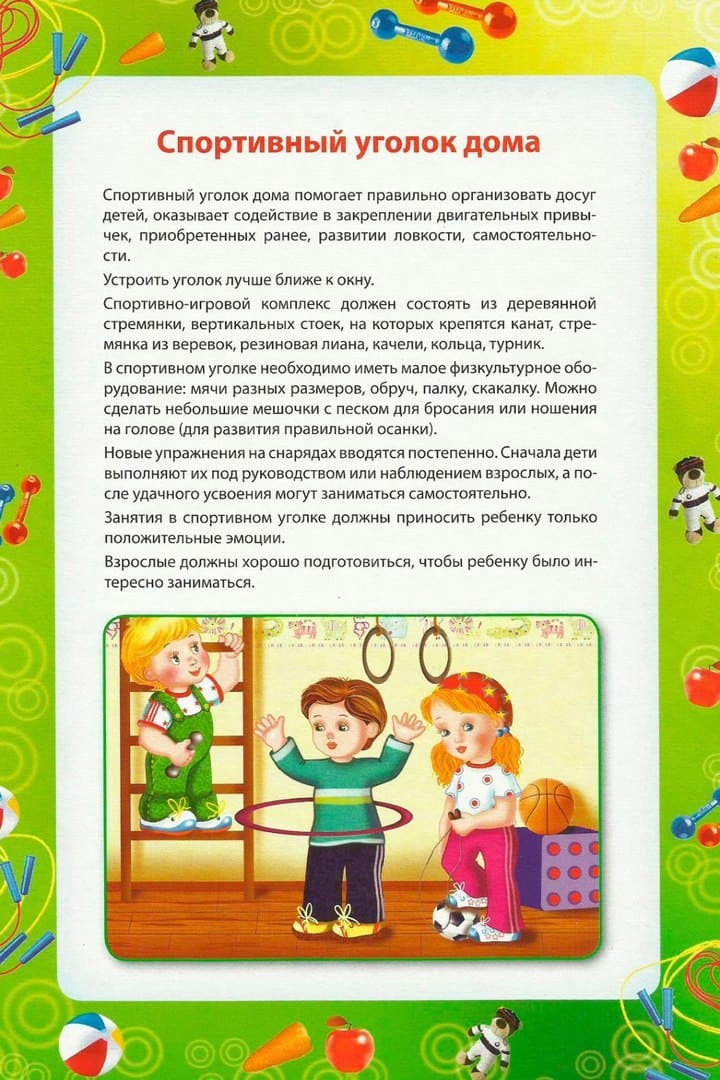 Спортивный уголок дома
Спортивный уголок дома помогает правильно организовать досуг
детей, оказывает содействие в закреплении двигательных привы-
чек, приобретенных ранее, развитии ловкости, самостоятельно-
сти.
Устроить уголок лучше ближе к окну.
Спортивно-игровой комплекс должен состоять из деревянной
стремянки, вертикальных стоек, на которых крепятся канат, стре-
мянка из веревок, резиновая лиана, качели, кольца, турник.
В спортивном уголке необходимо иметь малое физкультурное обо-
рудование: мячи разных размеров, обруч, палку, скакалку. Можно
сделать небольшие мешочки с песком для бросания или ношения
на голове (для развития правильной осанки).
Новые упражнения на снарядах вводятся постепенно. Сначала дети
выполняют их под руководством или наблюдением взрослых, а по-
сле удачного усвоения могут заниматься самостоятельно.
Занятия в спортивном уголке должны приносить ребенку только
положительные эмоции.
Взрослые должны хорошо подготовиться, чтобы ребенку было ин-
тересно заниматься.